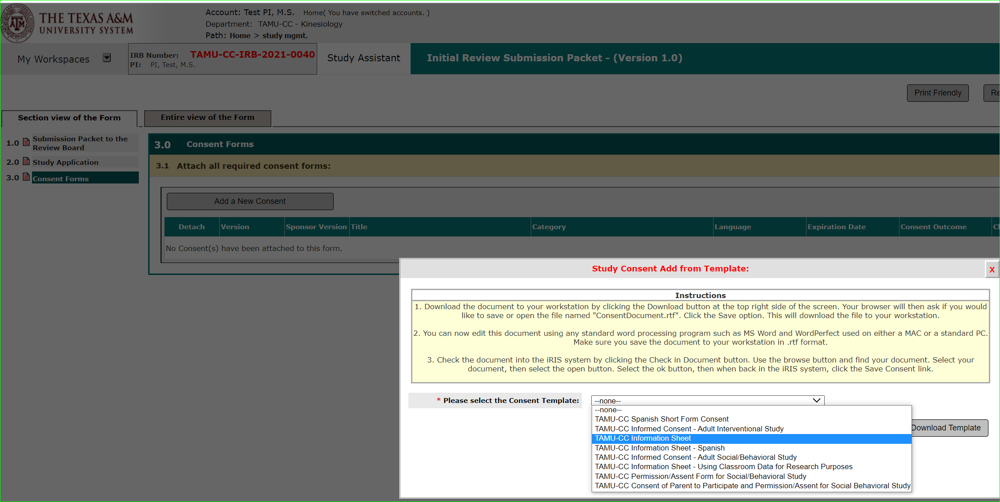 THE TEXAS A&M
UNIVERSITY SYSTEM
Account: Test PI, M.S. Home( You have switched accounts. )
Department: TAMU-CC - Kinesiology
Path: Home > study mgmt.
My Workspaces
IRB Number: TAMU-CC-IRB-2021-0040
PI: PI, Test, M.S.
Study Assistant
Initial Review Submission Packet - (Version 1.0)
Print Friendly
Re
Section view of the Form
Entire view of the Form
1.0 Submission Packet to the
Review Board
2.0 Study Application
3.0 Consent Forms
3.0 Consent Forms
3.1 Attach all required consent forms:
Add a New Consent
Detach Version Sponsor Version Title Category Language Expiration Date Consent Outcome
No Consent(s) have been attached to this form.
Study Consent Add from Template:
X
Instructions
1. Download the document to your workstation by clicking the Download button at the top right side of the screen. Your browser will then ask if you would
like to save or open the file named "ConsentDocument.rtf". Click the Save option. This will download the file to your workstation.
2. You can now edit this document using any standard word processing program such as MS Word and WordPerfect used on either a MAC or a standard PC.
Make sure you save the document to your workstation in .rtf format.
3. Check the document into the iRIS system by clicking the Check in Document button. Use the browse button and find your document. Select your
document, then select the open button. Select the ok button, then when back in the iRIS system, click the Save Consent link.
* Please select the Consent Template:
--none--
--none--
TAMU-CC Spanish Short Form Consent
TAMU-CC Informed Consent - Adult Interventional Study
TAMU-CC Information Sheet
TAMU-CC Information Sheet - Spanish
TAMU-CC Informed Consent - Adult Social/Behavioral Study
TAMU-CC Information Sheet - Using Classroom Data for Research Purposes
TAMU-CC Permission/Assent Form for Social/Behavioral Study
TAMU-CC Consent of Parent to Participate and Permission/Assent for Social Behavioral Study
Download Template